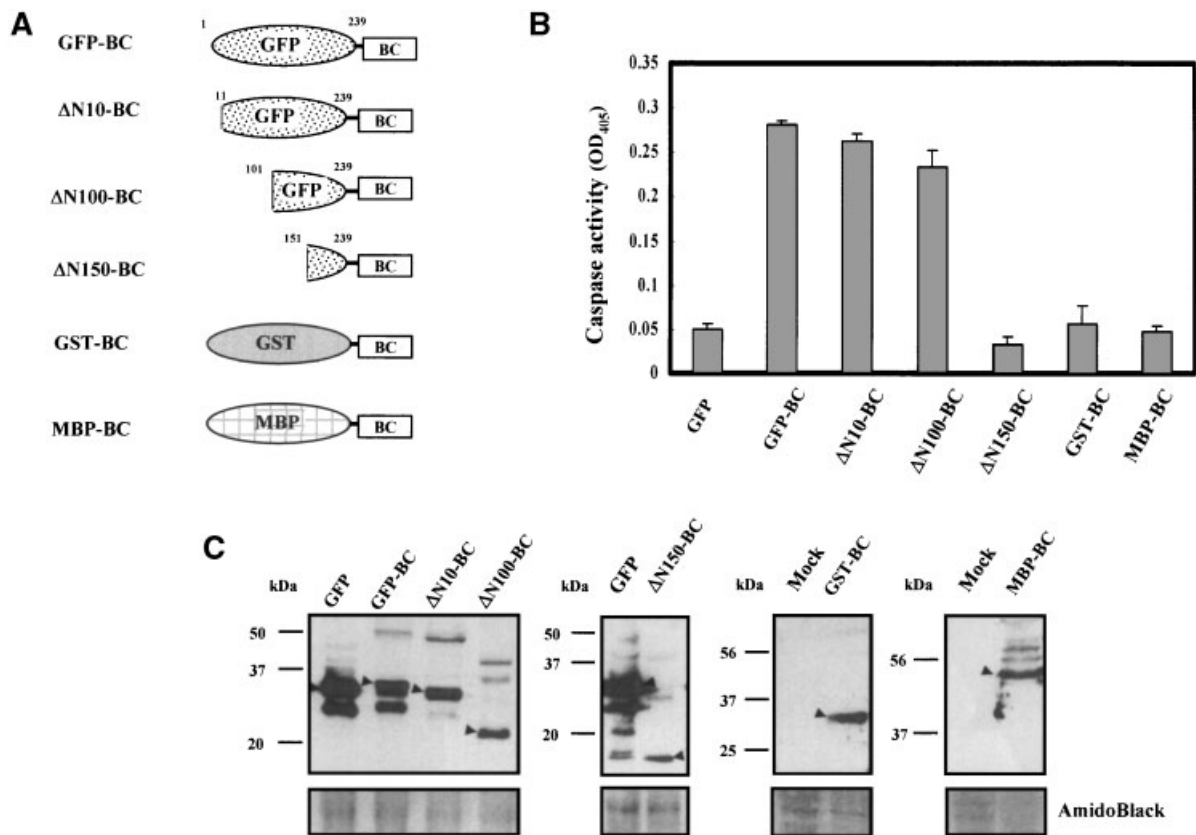 A
GFP-BC
1
239
GFP
BC
ΔN10-BC
11
239
GFP
BC
ΔN100-BC
101
239
GFP
BC
ΔN150-BC
151
239
BC
GST-BC
GST
BC
MBP-BC
MBP
BC
B
Caspase activity (OD405)
0.35
0.3
0.25
0.2
0.15
0.1
0.05
0
GFP
GFP-BC
ΔN10-BC
ΔN100-BC
ΔN150-BC
GST-BC
MBP-BC
C
kDa
GFP
GFP-BC
ΔN10-BC
ΔN100-BC
50
37
20
kDa
GFP
ΔN150-BC
50
37
20
kDa
Mock
GST-BC
56
37
25
kDa
Mock
MBP-BC
56
37
AmidoBlack